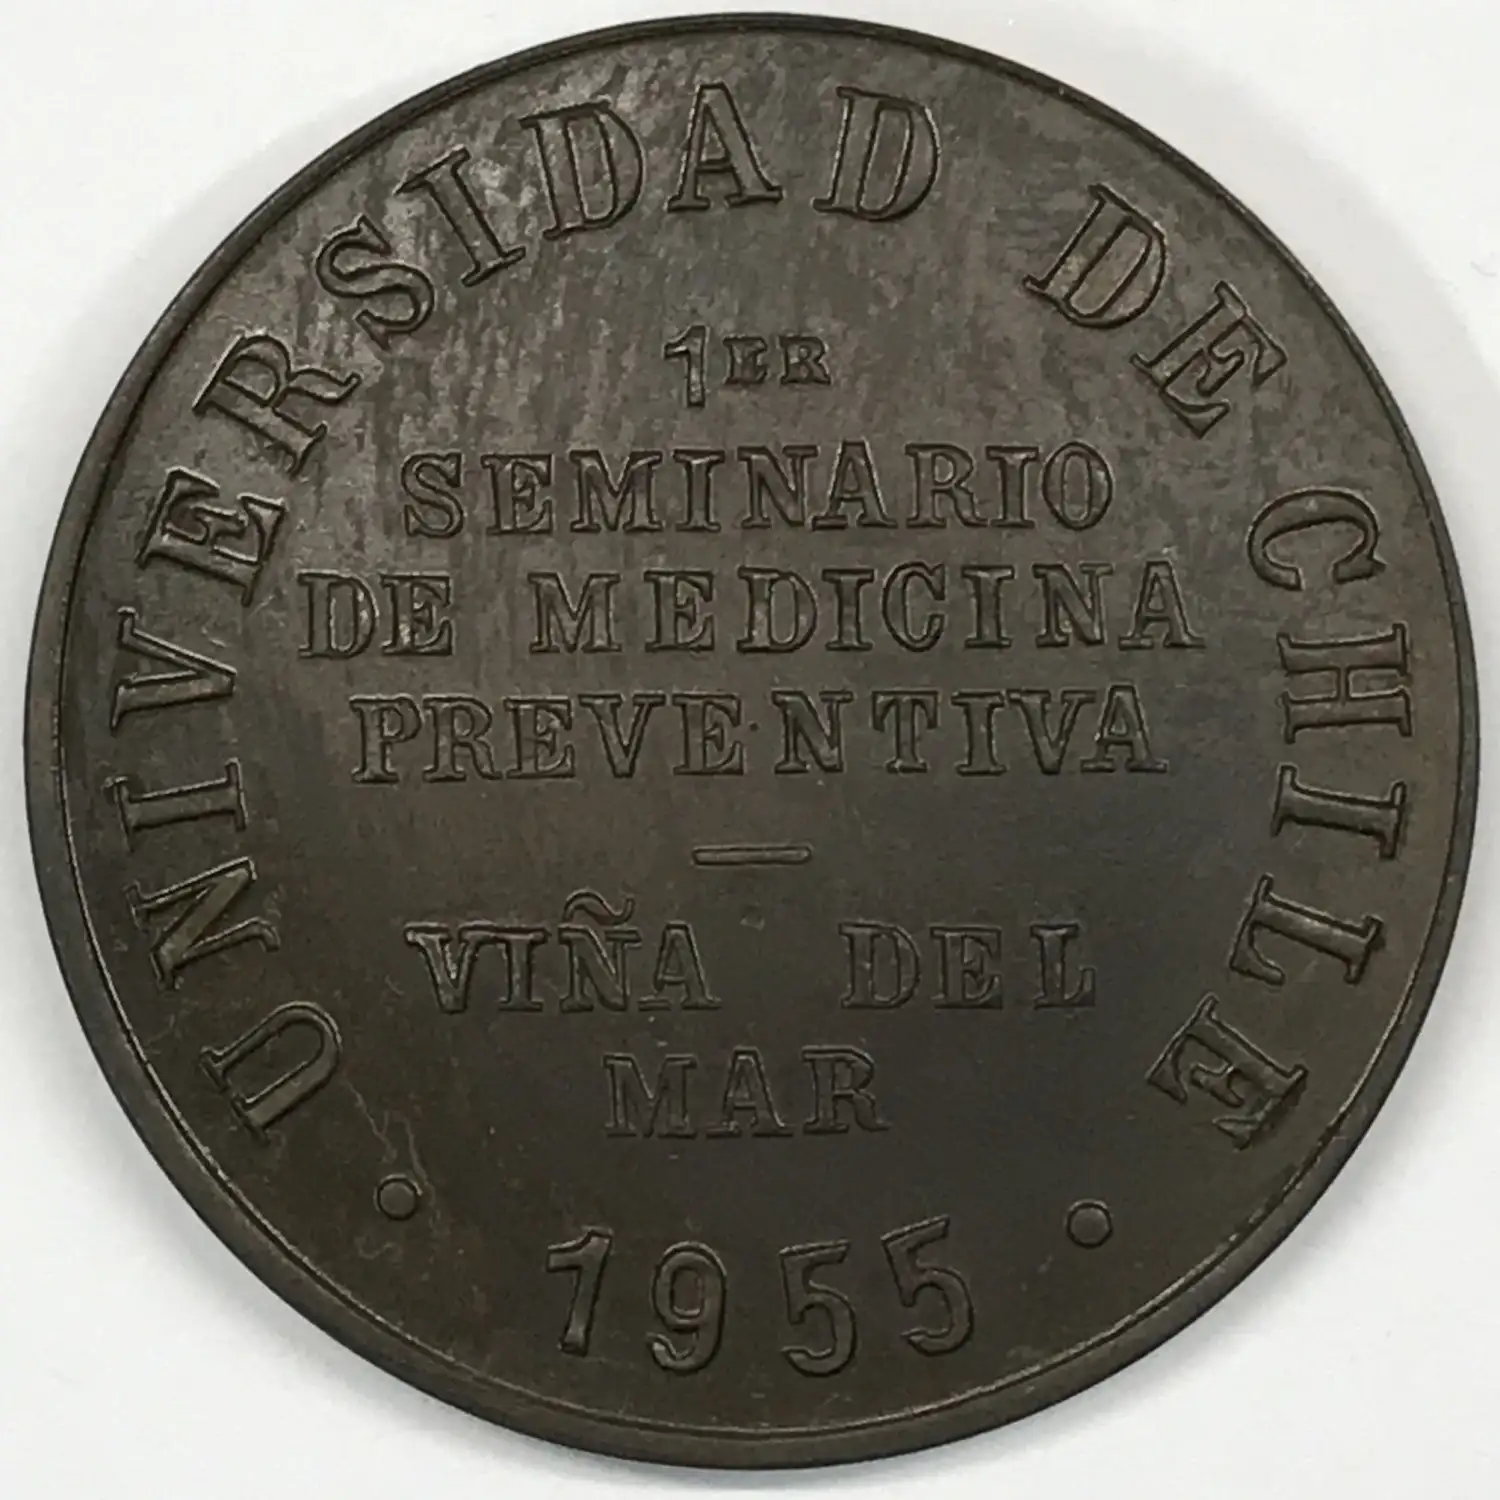 UNIVERSIDAD DE CHILE
1ER
SEMINARIO
DE MEDICINA
PREVENTIVA
—
VIÑA DEL
MAR
• 1955 •